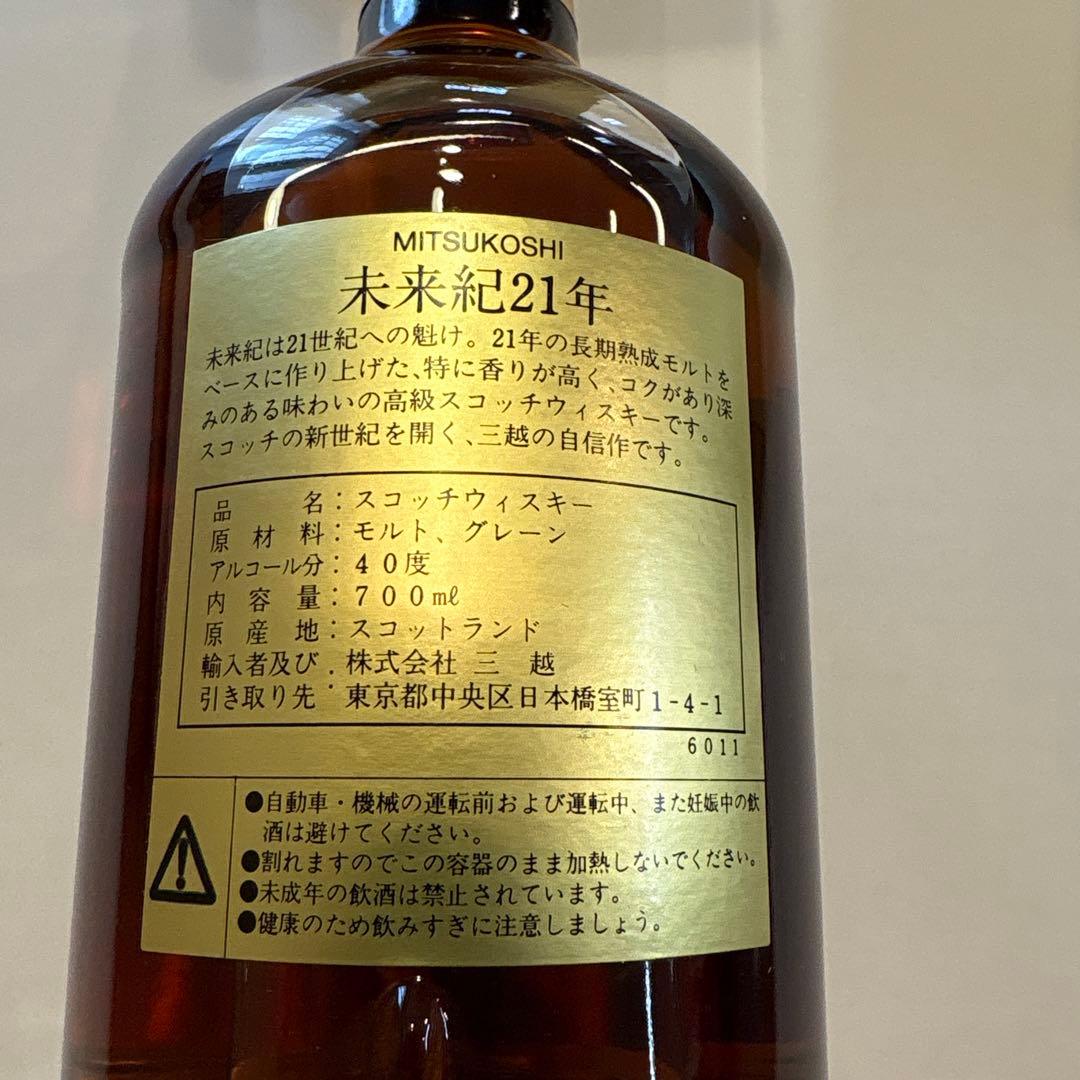 MITSUKOSHI
未来紀21年
未来紀は21世紀への魁け。21年の長期熟成モルトを
ベースに作り上げた、特に香りが高く、コクがあり深
みのある味わいの高級スコッチウィスキーです。
スコッチの新世紀を開く、三越の自信作です。
品名：スコッチウィスキー
原材料：モルト、グレーン
アルコール分：40度
内容量：700㎖
原産地：スコットランド
輸入者及び：株式会社 三 越
引き取り先 東京都中央区日本橋室町1-4-1
6011
●自動車・機械の運転前および運転中、また妊娠中の飲
酒は避けてください。
●割れますのでこの容器のまま加熱しないでください。
●未成年の飲酒は禁止されています。
●健康のため飲みすぎに注意しましょう。